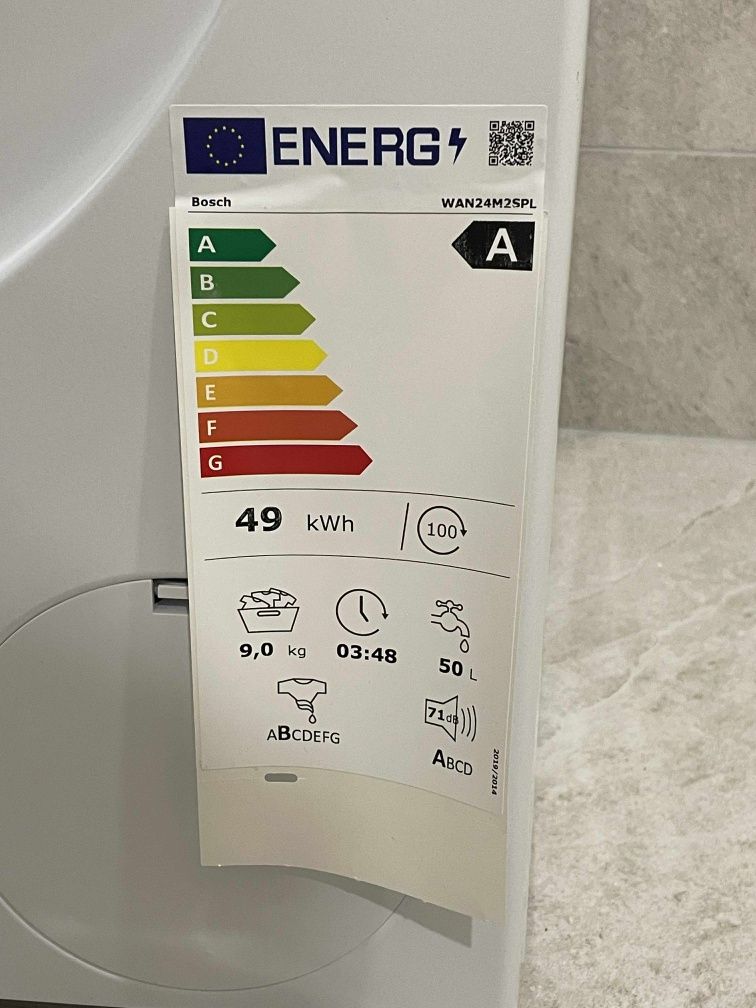 ENERG
Bosch WAN24M2SPL
A A
B
C
D
E
F
G
49 kWh 100
9,0 kg 03:48 50 L
71dB
ABCDEFG
ABCD
2019/2014